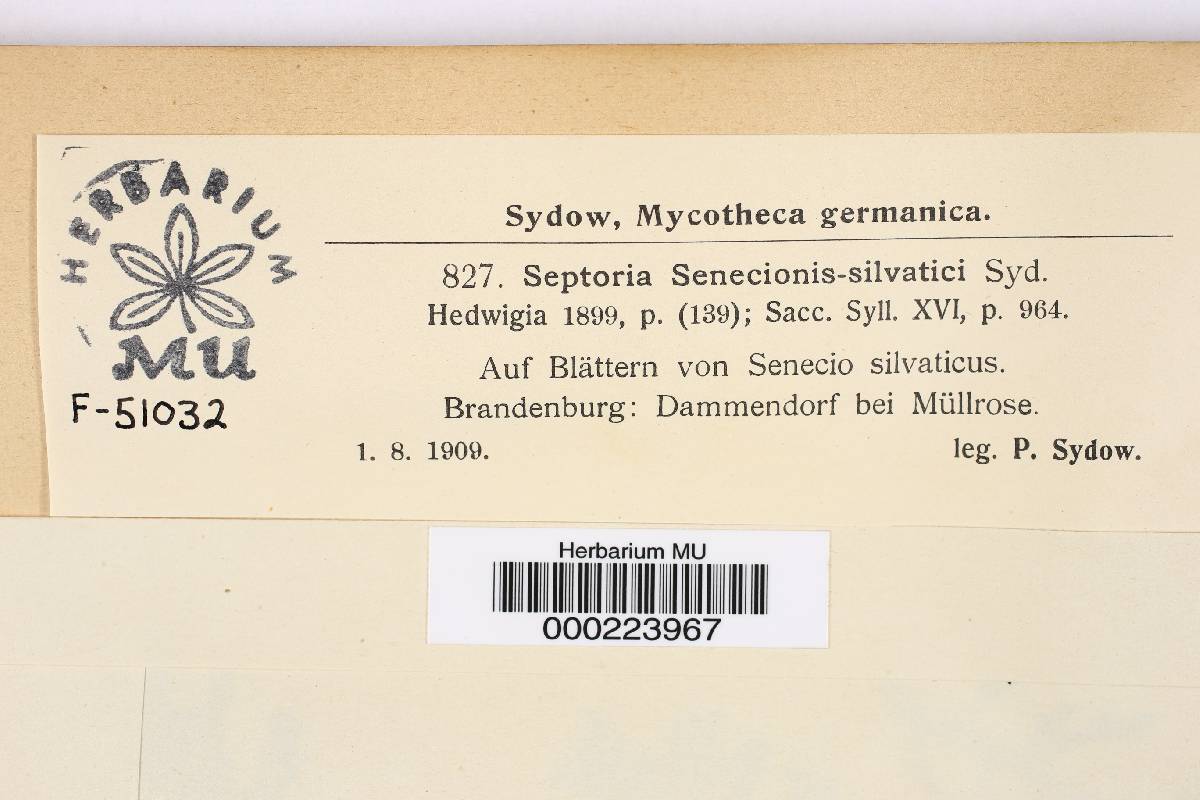 HERBARIUM
MU
F-51032
Sydow, Mycotheca germanica.
827. Septoria Senecionis-silvatici Syd.
Hedwigia 1899, p. (139); Sacc. Syll. XVI, p. 964.
Auf Blättern von Senecio silvaticus.
Brandenburg: Dammendorf bei Müllrose.
1. 8. 1909. leg. P. Sydow.
Herbarium MU
000223967